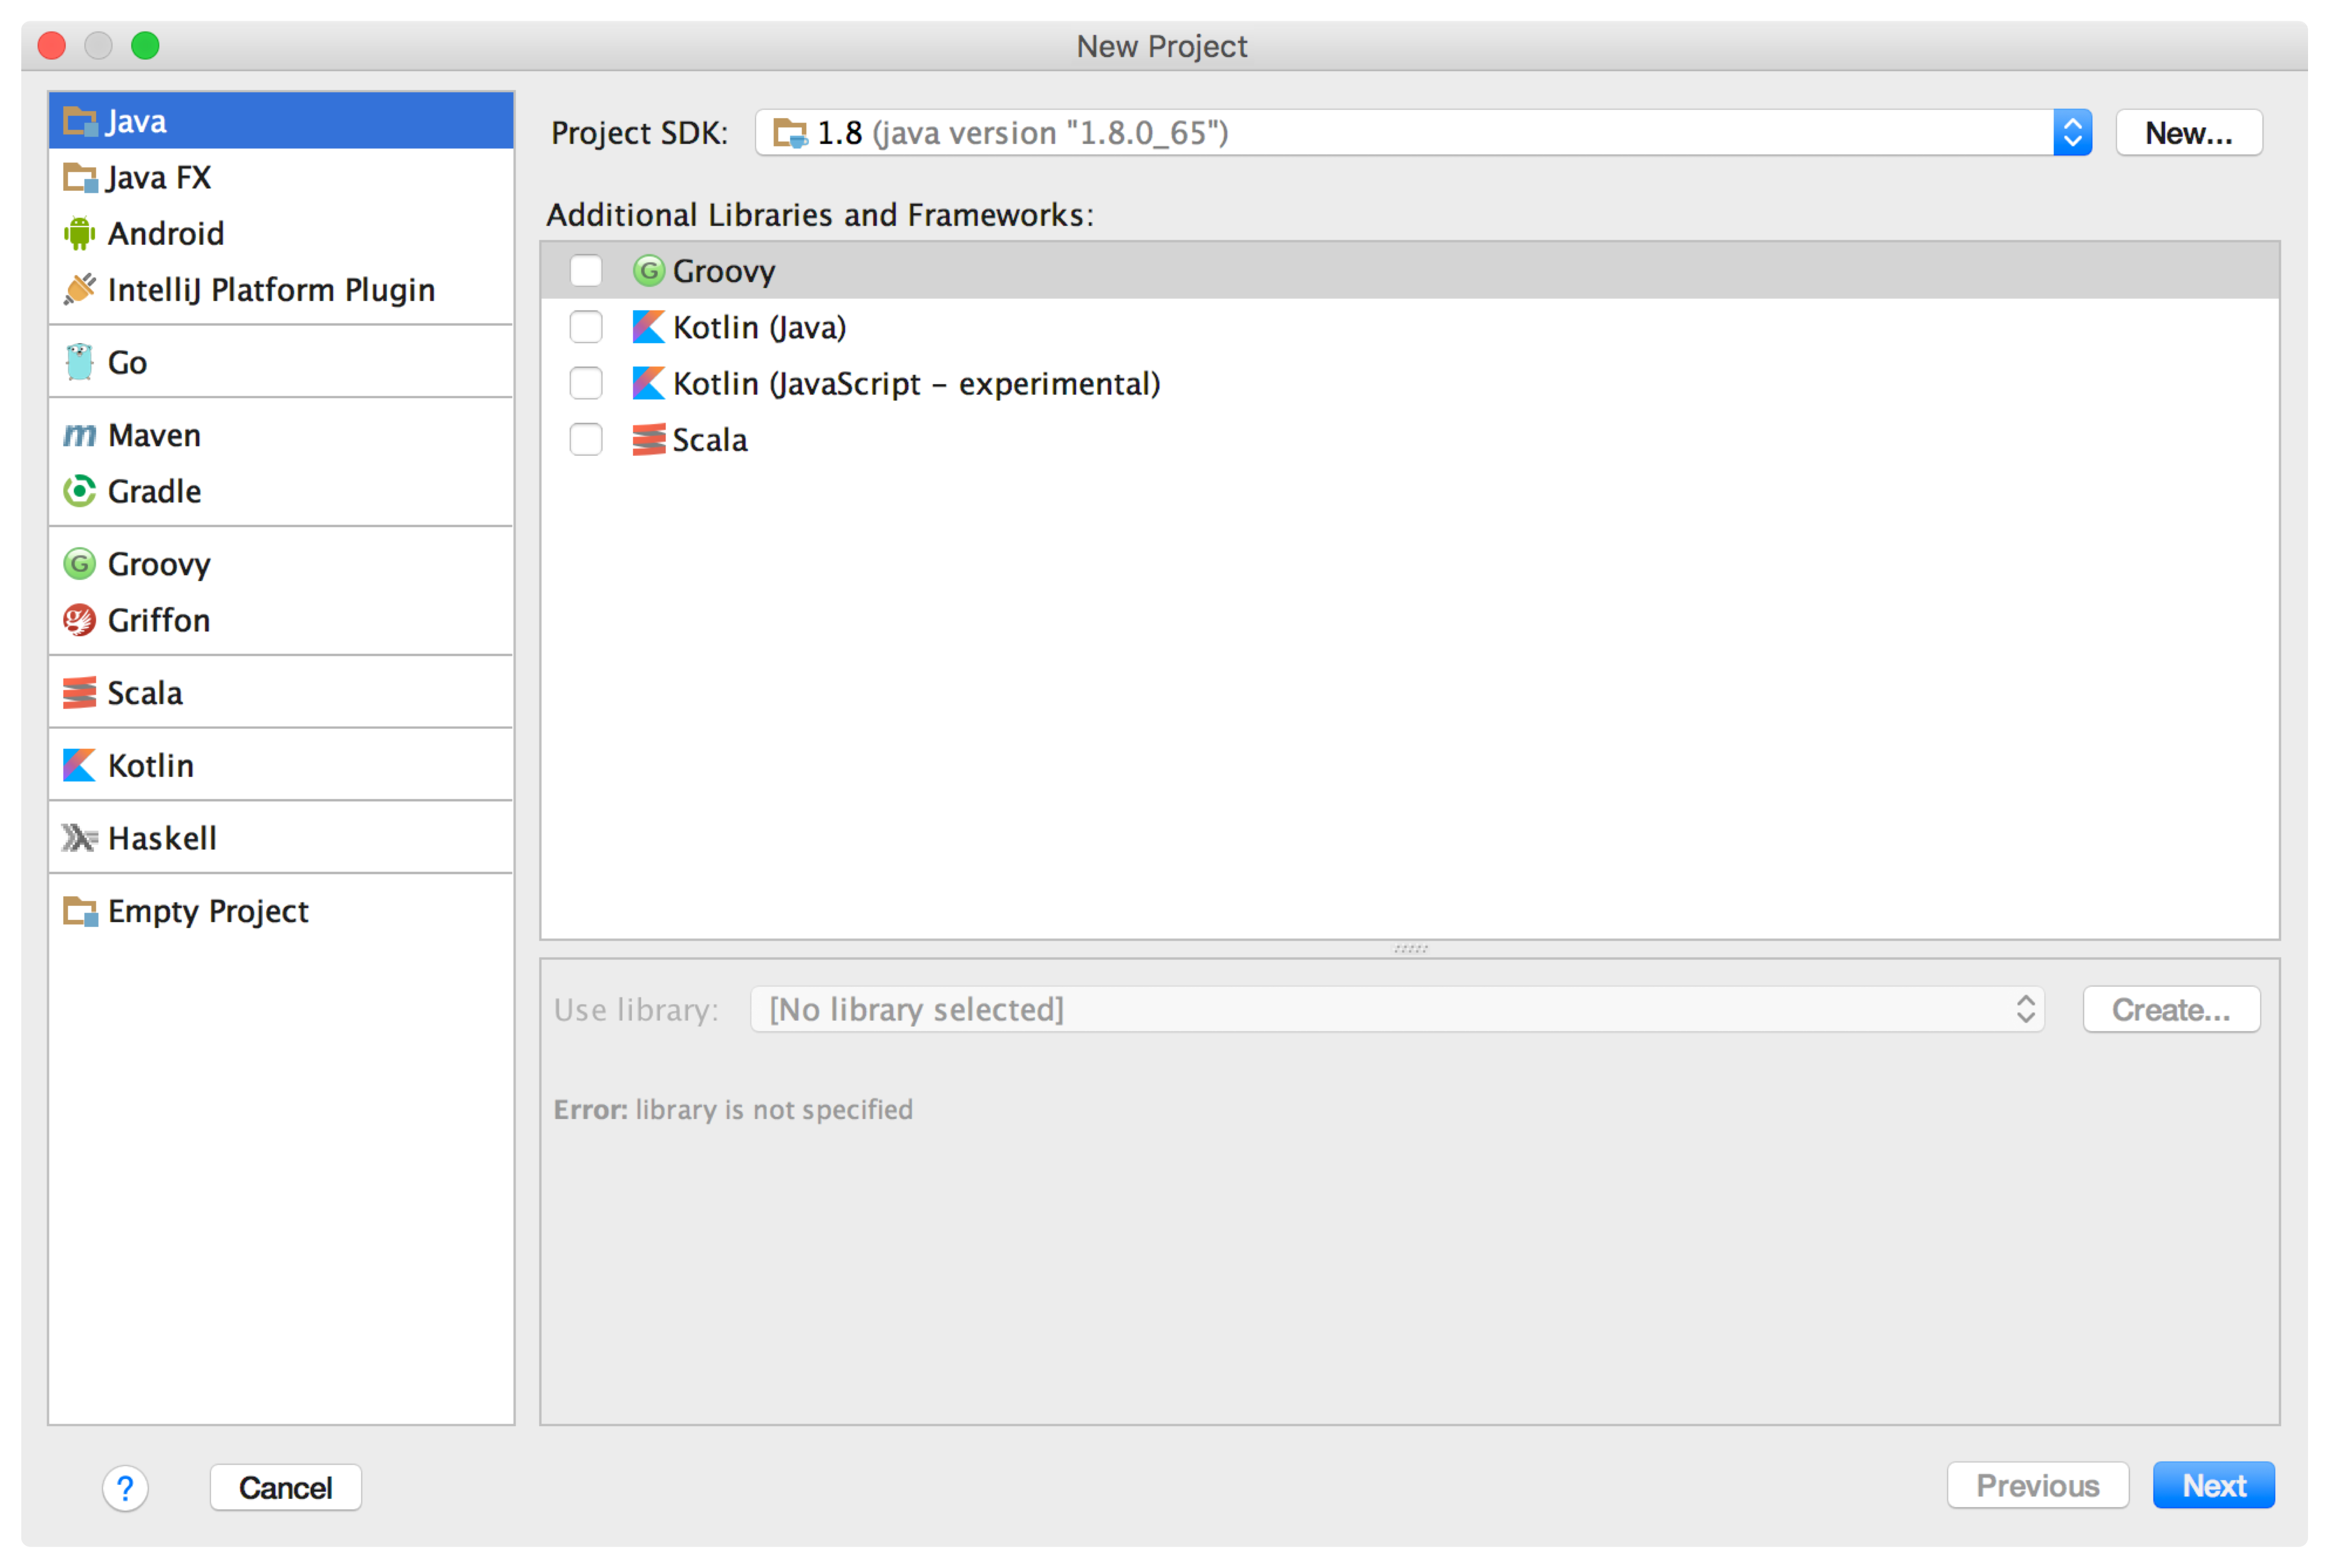 New Project
Java
Java FX
Android
IntelliJ Platform Plugin
Go
Maven
Gradle
Groovy
Griffon
Scala
Kotlin
Haskell
Empty Project
Project SDK: 1.8 (java version "1.8.0_65") New...
Additional Libraries and Frameworks:
Groovy
Kotlin (Java)
Kotlin (JavaScript – experimental)
Scala
Use library: [No library selected] Create...
Error: library is not specified
? Cancel Previous Next